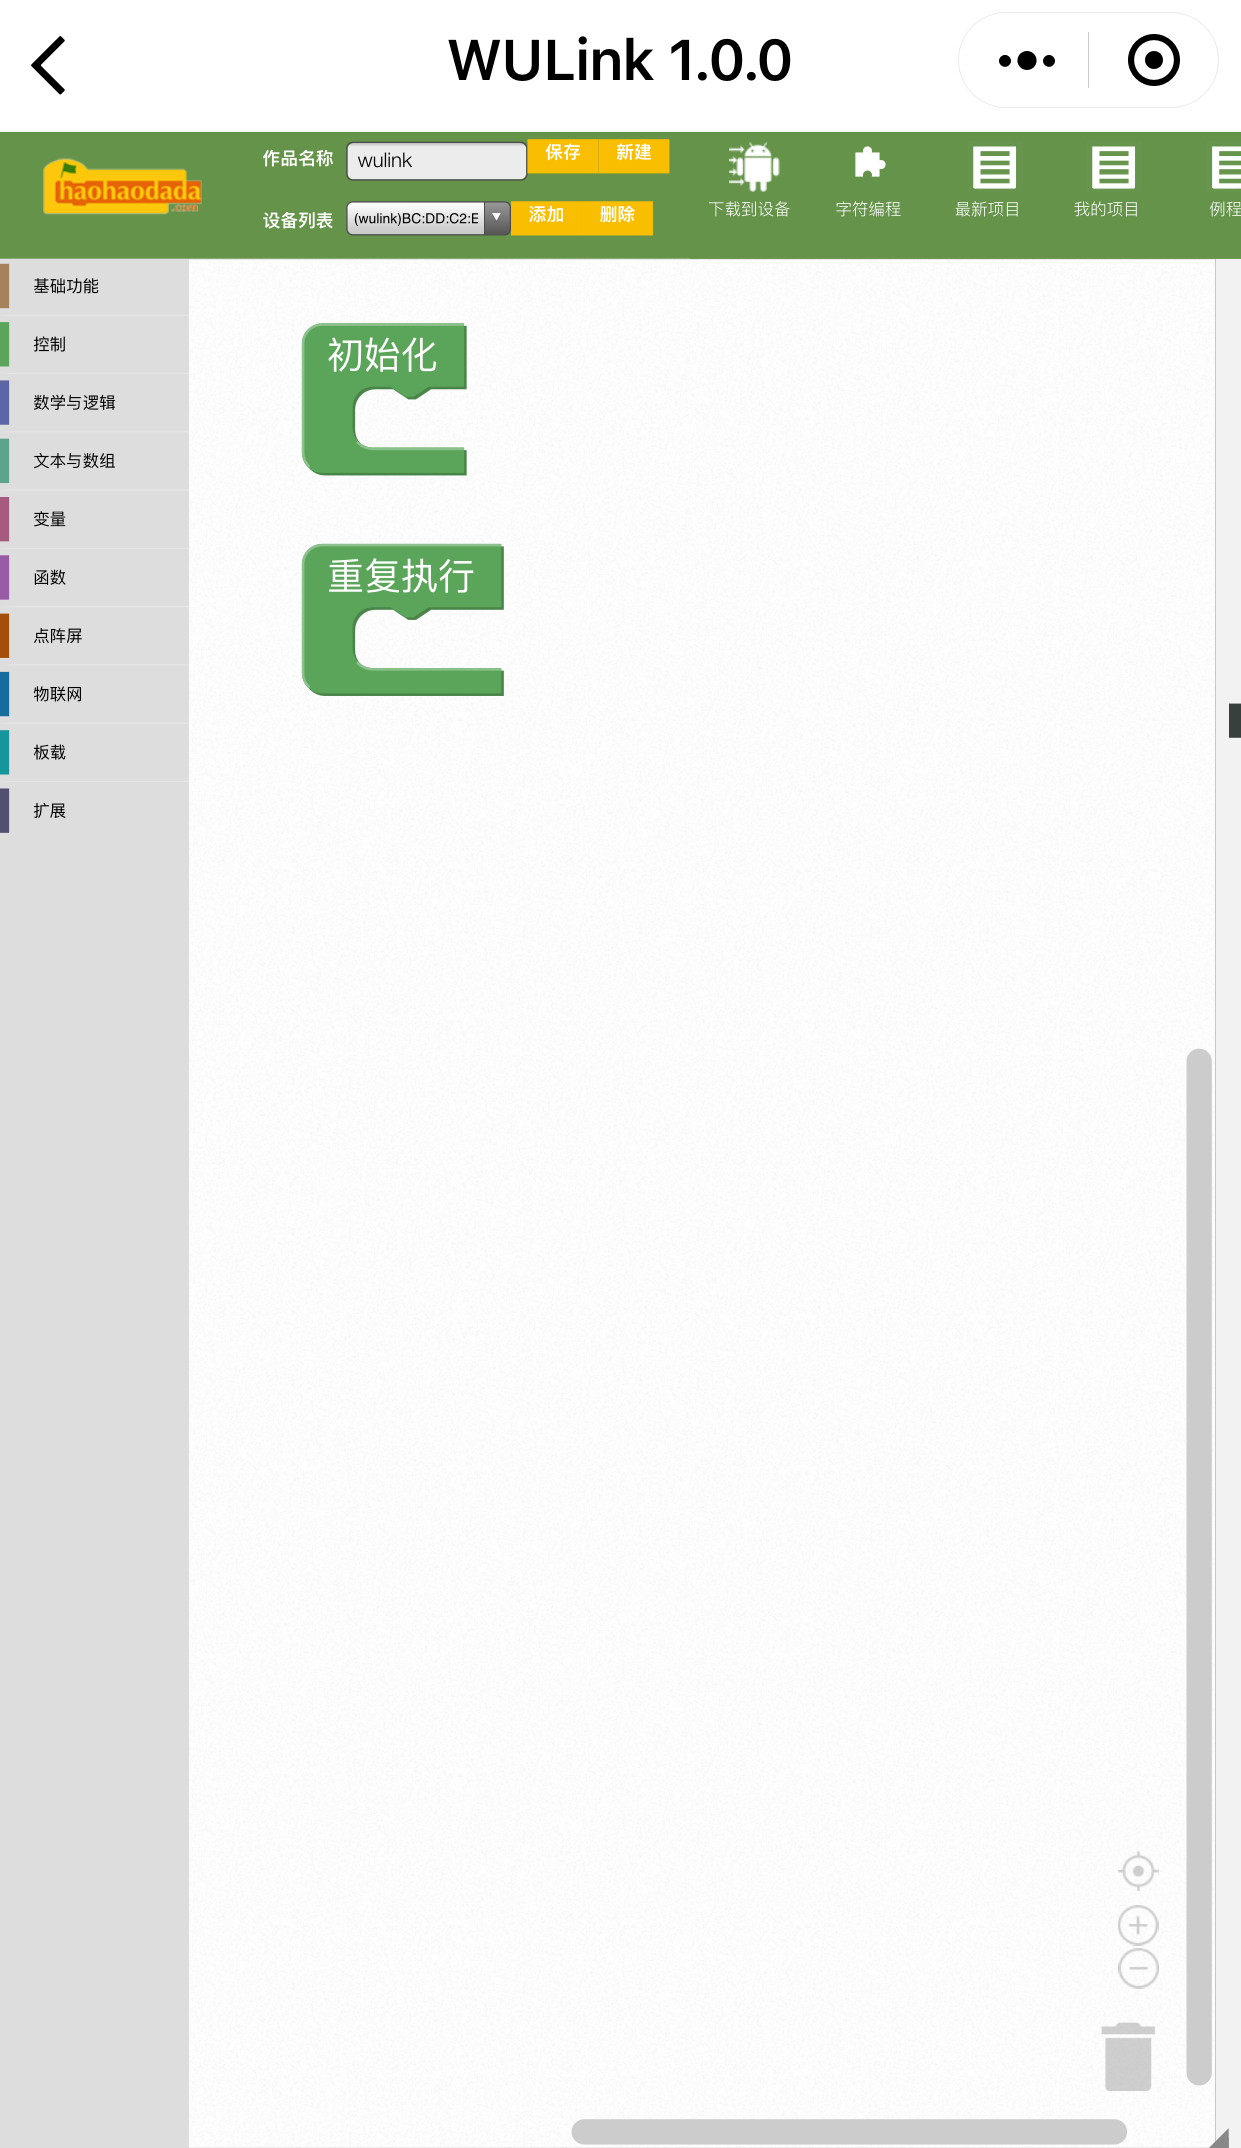 WULink 1.0.0
haohaodada
.com
作品名称 wulink 保存 新建
设备列表 (wulink)BC:DD:C2:E 添加 删除
下载到设备 字符编程 最新项目 我的项目 例程
基础功能
控制
数学与逻辑
文本与数组
变量
函数
点阵屏
物联网
板载
扩展
初始化
重复执行